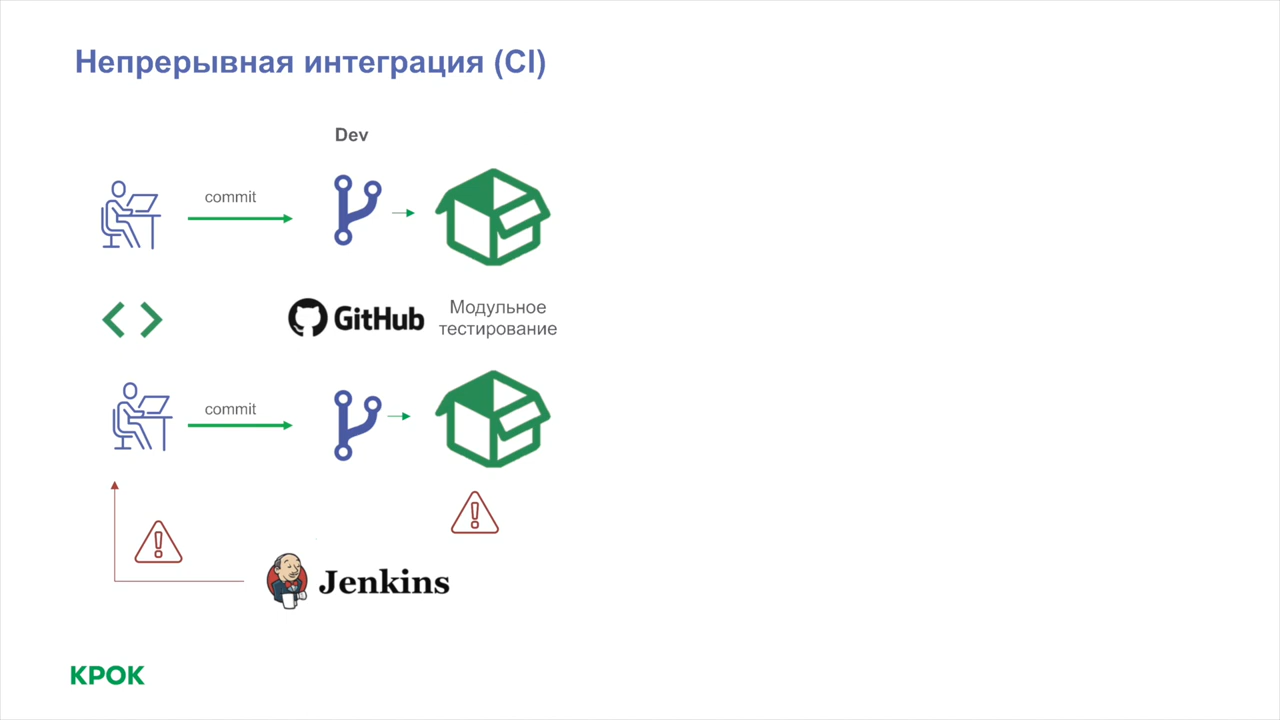 Непрерывная интеграция (CI)
Dev
commit
GitHub
Модульное
тестирование
commit
Jenkins
КРОК